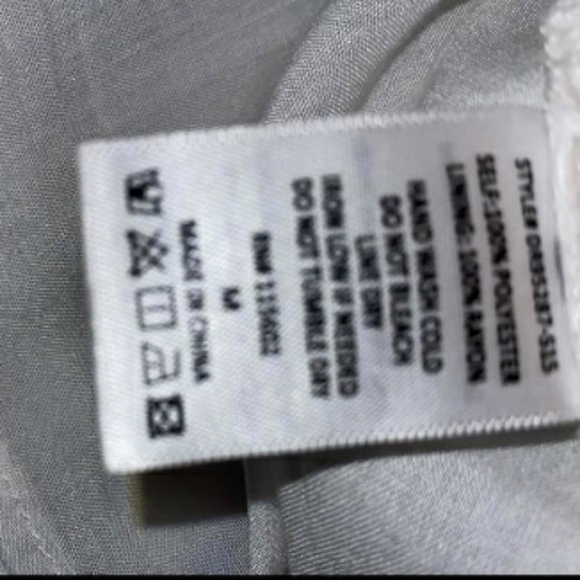 SELF: 100% POLYESTER
LINING: 100% RAYON
HAND WASH COLD
DO NOT BLEACH
LINE DRY
IRON LOW IF NEEDED
DO NOT TUMBLE DRY
RN# 115602
M
MADE IN CHINA